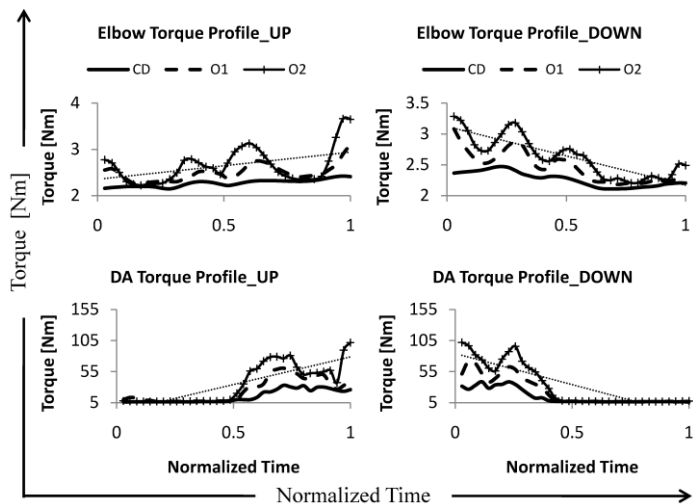 Elbow Torque Profile_UP
CD O1 O2
Torque [Nm]
4
3
2
0 0.5 1
Elbow Torque Profile_DOWN
CD O1 O2
Torque [Nm]
3.5
3
2.5
2
0 0.5 1
DA Torque Profile_UP
Torque [Nm]
155
105
55
5
0 0.5 1
Normalized Time
DA Torque Profile_DOWN
Torque [Nm]
155
105
55
5
0 0.5 1
Normalized Time
Torque [Nm]
Normalized Time